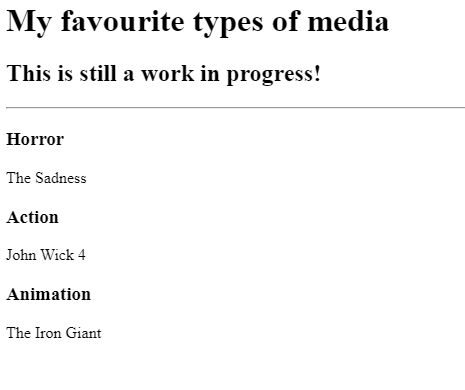 My favourite types of media
This is still a work in progress!
Horror
The Sadness
Action
John Wick 4
Animation
The Iron Giant